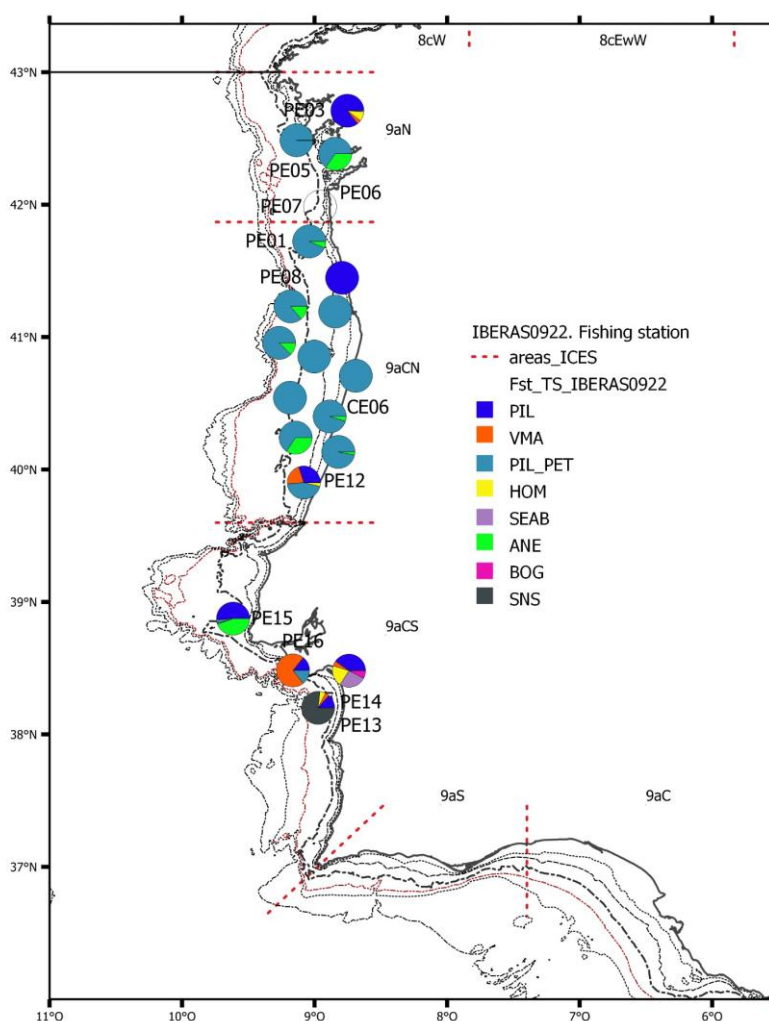 8cW
8cEwW
43°N
PE03
9aN
PE05
PE06
42°N
PE07
PE01
PE08
41°N
9aCN
CE06
40°N
PE12
IBERAS0922. Fishing station
areas_ICES
Fst_TS_IBERAS0922
PIL
VMA
PIL_PET
HOM
SEAB
ANE
BOG
SNS
39°N
PE15
9aCS
PE16
PE14
PE13
38°N
9aS
9aC
37°N
11°O
10°O
9°O
8°O
7°O
6°O